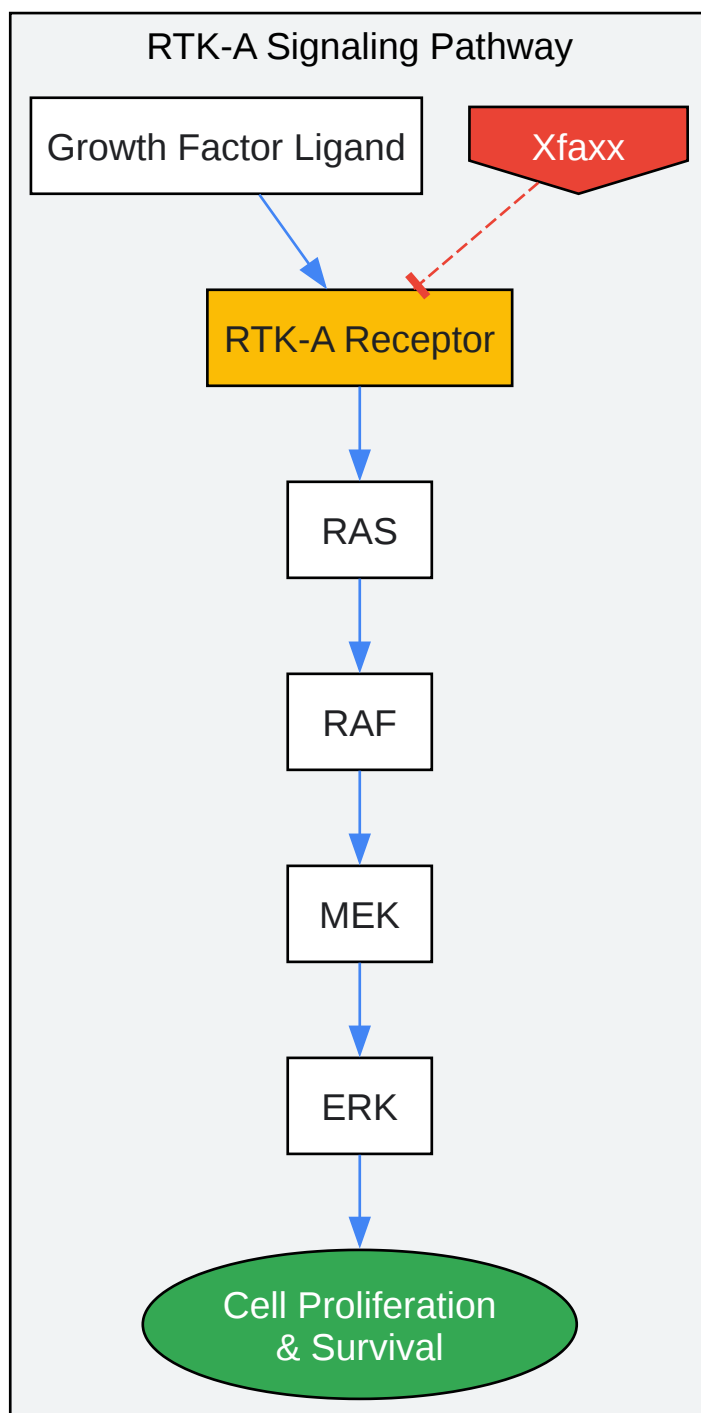 RTK-A Signaling Pathway
Growth Factor Ligand
Xfaxx
RTK-A Receptor
RAS
RAF
MEK
ERK
Cell Proliferation
& Survival